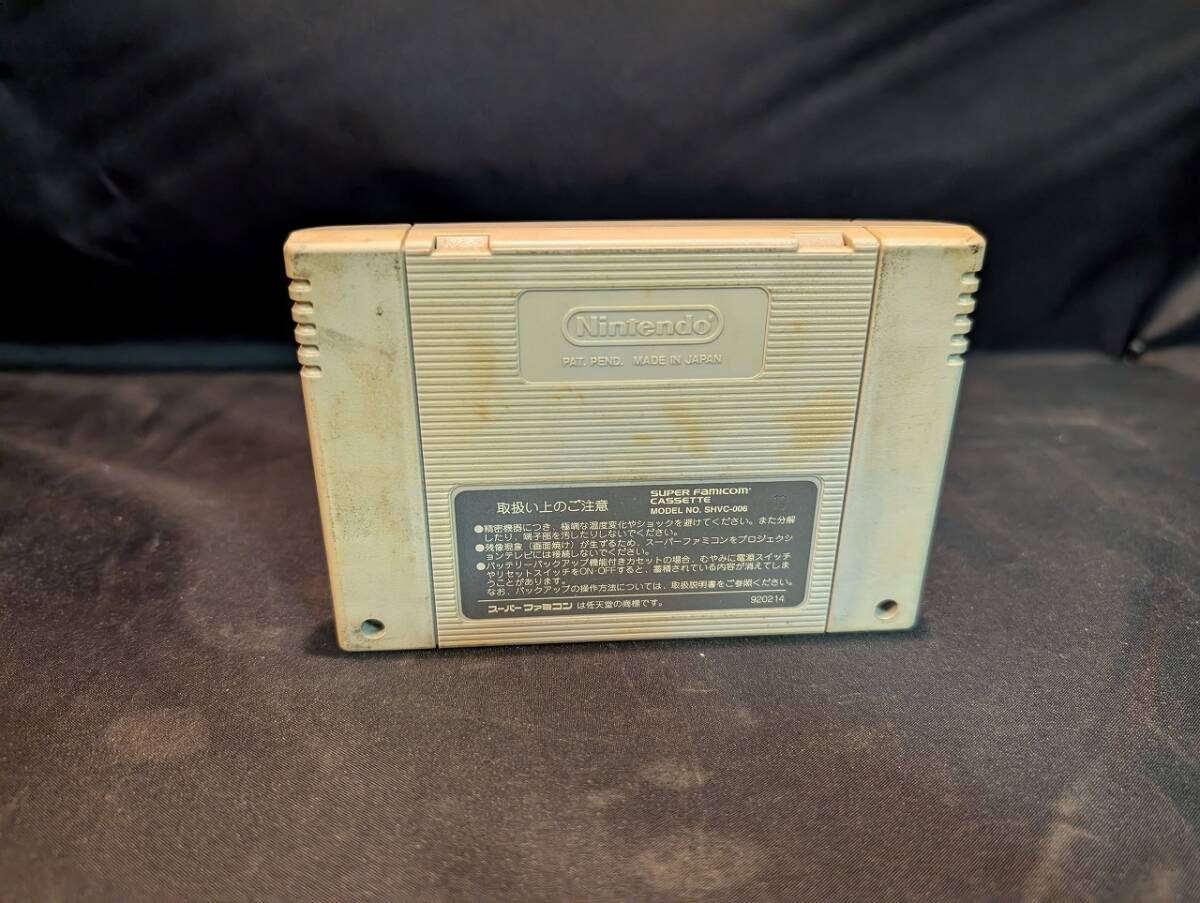 Nintendo
PAT. PEND. MADE IN JAPAN
取扱い上のご注意
SUPER FAMICOM
CASSETTE
MODEL NO. SHVC-006
●精密機器につき、極端な温度変化やショックを避けてください。また分解
したり、端子部を汚したりしないでください。
●残像現象（画面焼け）が生ずるため、スーパーファミコンをプロジェクシ
ョンテレビには接続しないでください。
●バッテリーバックアップ機能付きカセットの場合、むやみに電源スイッチ
やリセットスイッチをON・OFFすると、蓄積されている内容が消えてしま
うことがあります。
なお、バックアップの操作方法については、取扱説明書をご参照ください。
スーパーファミコンは任天堂の商標です。
920214